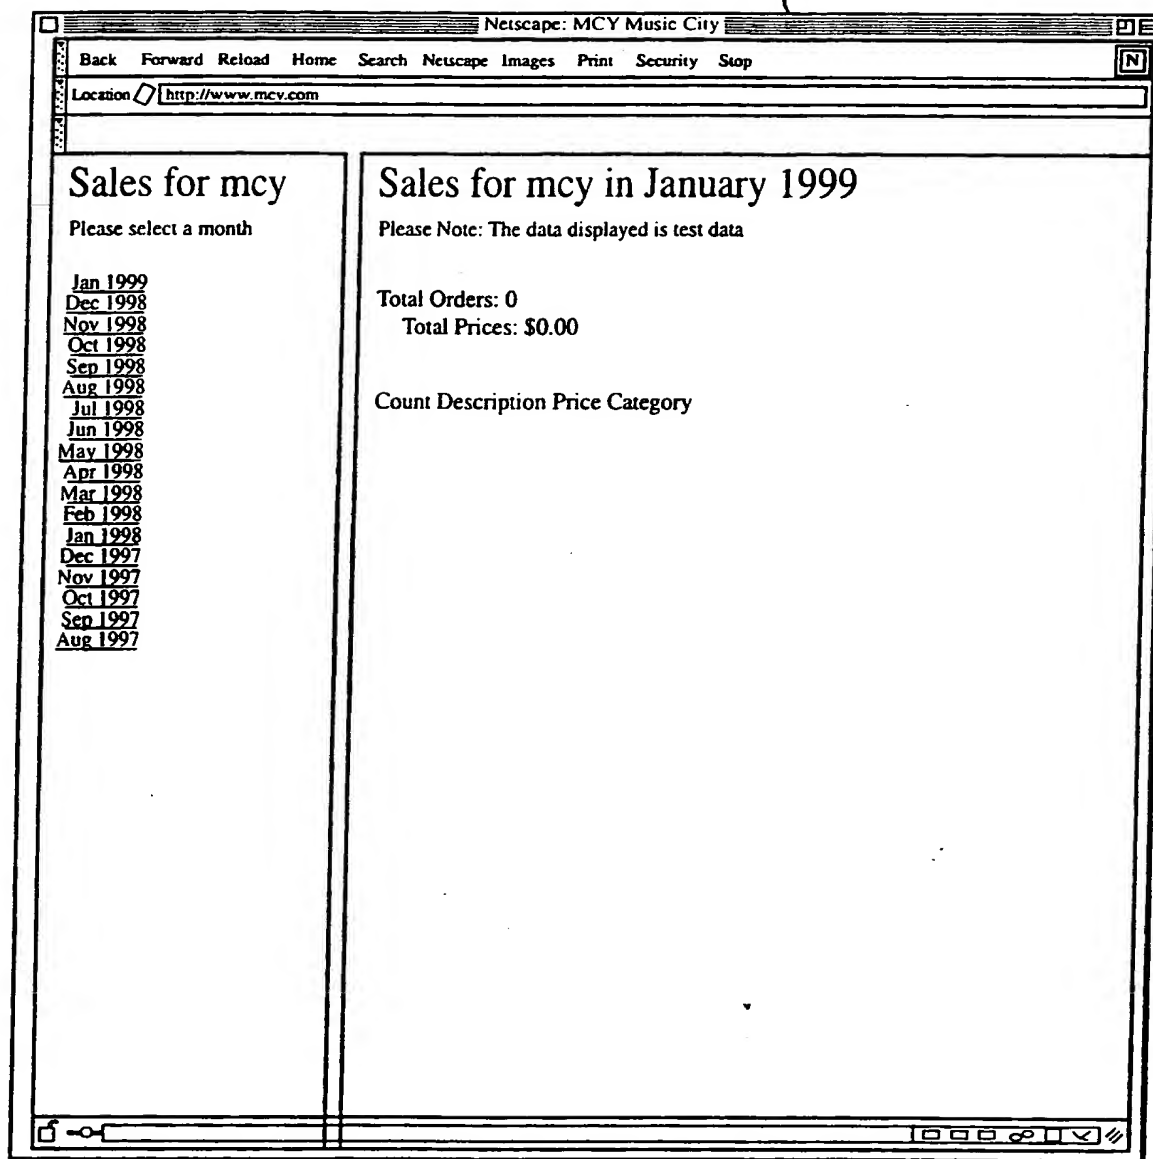 Netscape: MCY Music City
Back Forward Reload Home Search Netscape Images Print Security Stop
N
Location http://www.mcy.com
Sales for mcy
Please select a month
Jan 1999
Dec 1998
Nov 1998
Oct 1998
Sep 1998
Aug 1998
Jul 1998
Jun 1998
May 1998
Apr 1998
Mar 1998
Feb 1998
Jan 1998
Dec 1997
Nov 1997
Oct 1997
Sep 1997
Aug 1997
Sales for mcy in January 1999
Please Note: The data displayed is test data
Total Orders: 0
Total Prices: $0.00
Count Description Price Category